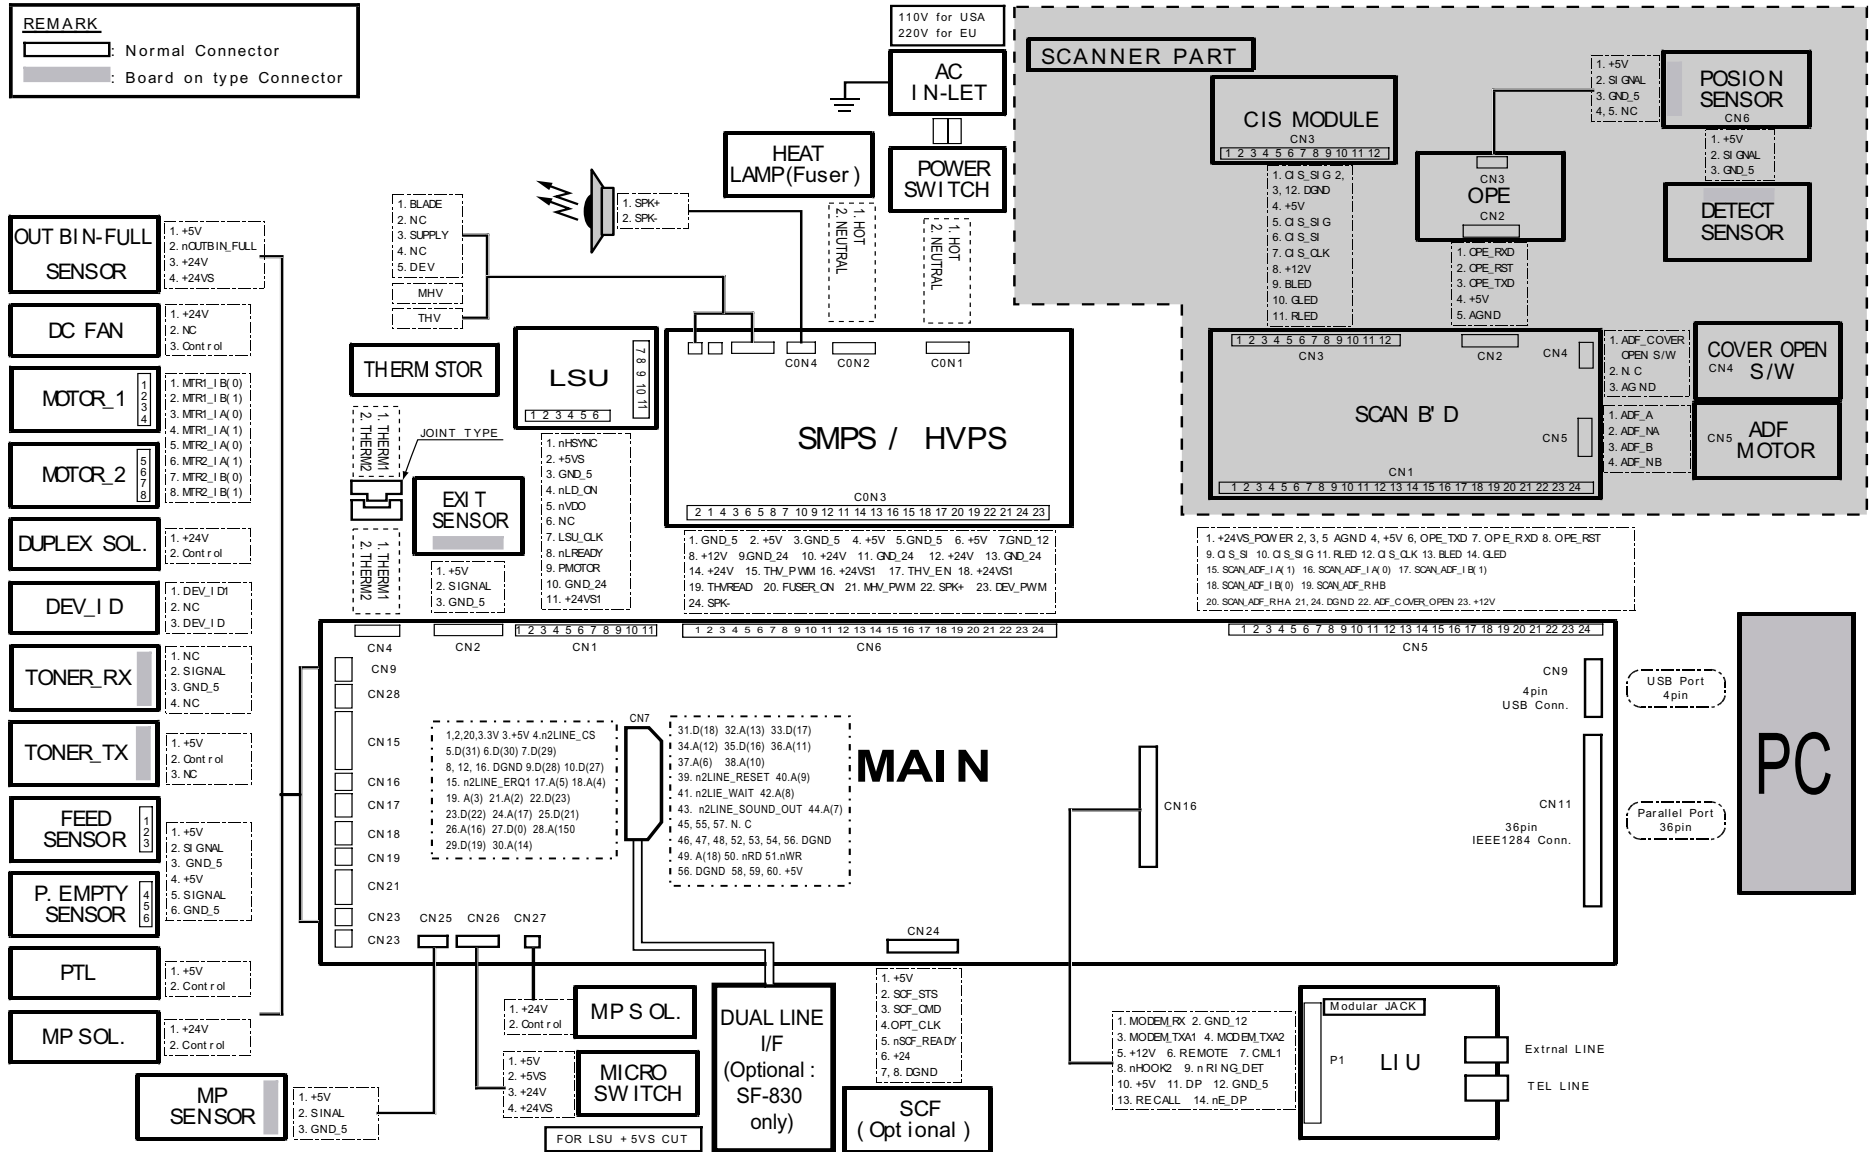 REMARK
: Normal Connector
: Board on type Connector
110V for USA
220V for EU
AC
IN-LET
HEAT
LAMP(Fuser)
POWER
SWITCH
1. HOT
2. NEUTRAL
1. HOT
2. NEUTRAL
1. SPK+
2. SPK-
1. BLADE
2. NC
3. SUPPLY
4. NC
5. DEV
MHV
THV
SCANNER PART
CIS MODULE
CN3
1 2 3 4 5 6 7 8 9 10 11 12
1. CIS_SIG 2,
3, 12. DGND
4. +5V
5. CIS_SIG
6. CIS_SI
7. CIS_CLK
8. +12V
9. BLED
10. GLED
11. RLED
CN3
OPE
CN2
1. OPE_RXD
2. OPE_RST
3. OPE_TXD
4. +5V
5. AGND
1. +5V
2. SIGNAL
3. GND_5
4, 5. NC
POSION
SENSOR
CN6
1. +5V
2. SIGNAL
3. GND_5
DETECT
SENSOR
1 2 3 4 5 6 7 8 9 10 11 12
CN3
CN2
CN4
SCAN B'D
CN5
CN1
1 2 3 4 5 6 7 8 9 10 11 12 13 14 15 16 17 18 19 20 21 22 23 24
1. ADF_COVER
OPEN S/W
2. N.C
3. AGND
COVER OPEN
CN4 S/W
1. ADF_A
2. ADF_NA
3. ADF_B
4. ADF_NB
CN5 ADF
MOTOR
1. +24VS_POWER 2, 3, 5 AGND 4, +5V 6, OPE_TXD 7. OPE_RXD 8. OPE_RST
9. CIS_SI 10. CIS_SIG 11. RLED 12. CIS_CLK 13. BLED 14. GLED
15. SCAN_ADF_IA(1) 16. SCAN_ADF_IA(0) 17. SCAN_ADF_IB(1)
18. SCAN_ADF_IB(0) 19. SCAN_ADF_RHB
20. SCAN_ADF_RHA 21, 24. DGND 22. ADF_COVER_OPEN 23. +12V
OUT BIN-FULL
SENSOR
1. +5V
2. nOUTBIN_FULL
3. +24V
4. +24VS
DC FAN
1. +24V
2. NC
3. Control
MOTOR_1
1
2
3
4
1. MTR1_IB(0)
2. MTR1_IB(1)
3. MTR1_IA(0)
4. MTR1_IA(1)
5. MTR2_IA(0)
6. MTR2_IA(1)
7. MTR2_IB(1)
8. MTR2_IB(1)
MOTOR_2
5
6
7
8
DUPLEX SOL.
1. +24V
2. Control
DEV_ID
1. DEV_ID1
2. NC
3. DEV_ID
TONER_RX
1. NC
2. SIGNAL
3. GND_5
4. NC
TONER_TX
1. +5V
2. Control
3. NC
FEED
SENSOR
1
2
3
1. +5V
2. SIGNAL
3. GND_5
4. +5V
5. SIGNAL
6. GND_5
P. EMPTY
SENSOR
4
5
6
PTL
1. +5V
2. Control
MP SOL.
1. +24V
2. Control
MP
SENSOR
1. +5V
2. SINAL
3. GND_5
THERMISTOR
1. THERM1
2. THERM2
JOINT TYPE
1. THERM1
2. THERM2
LSU
1 2 3 4 5 6
7 8 9 10 11
1. nHSYNC
2. +5VS
3. GND_5
4. nLD_ON
5. nVDO
6. NC
7. LSU_CLK
8. nLREADY
9. PMOTOR
10. GND_24
11. +24VS1
EXIT
SENSOR
1. +5V
2. SIGNAL
3. GND_5
CON4
CON2
CON1
SMPS / HVPS
CON3
2 1 4 3 6 5 8 7 10 9 12 11 14 13 16 15 18 17 20 19 22 21 24 23
1. GND_5 2. +5V 3.GND_5 4. +5V 5.GND_5 6. +5V 7.GND_12
8. +12V 9.GND_24 10. +24V 11. GND_24 12. +24V 13. GND_24
14. +24V 15. THV_PWM 16. +24VS1 17. THV_EN 18. +24VS1
19. THVREAD 20. FUSER_ON 21. MHV_PWM 22. SPK+ 23. DEV_PWM
24. SPK-
CN4
CN2
1 2 3 4 5 6 7 8 9 10 11
CN1
1 2 3 4 5 6 7 8 9 10 11 12 13 14 15 16 17 18 19 20 21 22 23 24
CN6
1 2 3 4 5 6 7 8 9 10 11 12 13 14 15 16 17 18 19 20 21 22 23 24
CN5
CN9
CN28
CN15
CN16
CN17
CN18
CN19
CN21
CN23
CN23
CN25
CN26
CN27
1,2,20,3.3V 3.+5V 4.n2LINE_CS
5.D(31) 6.D(30) 7.D(29)
8, 12, 16. DGND 9.D(28) 10.D(27)
15. n2LINE_ERQ1 17.A(5) 18.A(4)
19. A(3) 21.A(2) 22.D(23)
23.D(22) 24.A(17) 25.D(21)
26.A(16) 27.D(0) 28.A(150
29.D(19) 30.A(14)
CN7
31.D(18) 32.A(13) 33.D(17)
34.A(12) 35.D(16) 36.A(11)
37.A(6) 38.A(10)
39. n2LINE_RESET 40.A(9)
41. n2LIE_WAIT 42.A(8)
43. n2LINE_SOUND_OUT 44.A(7)
45, 55, 57. N. C
46, 47, 48, 52, 53, 54, 56. DGND
49. A(18) 50. nRD 51.nWR
56. DGND 58, 59, 60. +5V
MAIN
CN16
CN24
CN9
4pin
USB Conn.
CN11
36pin
IEEE1284 Conn.
USB Port
4pin
Parallel Port
36pin
PC
1. +24V
2. Control
MP SOL.
1. +5V
2. +5VS
3. +24V
4. +24VS
MICRO
SWITCH
FOR LSU +5VS CUT
DUAL LINE
I/F
(Optional :
SF-830
only)
1. +5V
2. SCF_STS
3. SCF_CMD
4.OPT_CLK
5. nSCF_READY
6. +24
7, 8. DGND
SCF
(Optional)
1. MODEM_RX 2. GND_12
3. MODEM_TXA1 4. MODEM_TXA2
5. +12V 6. REMOTE 7. CML1
8. nHOOK2 9. nRING_DET
10. +5V 11. DP 12. GND_5
13. RECALL 14. nE_DP
Modular JACK
P1
LIU
Extrnal LINE
TEL LINE